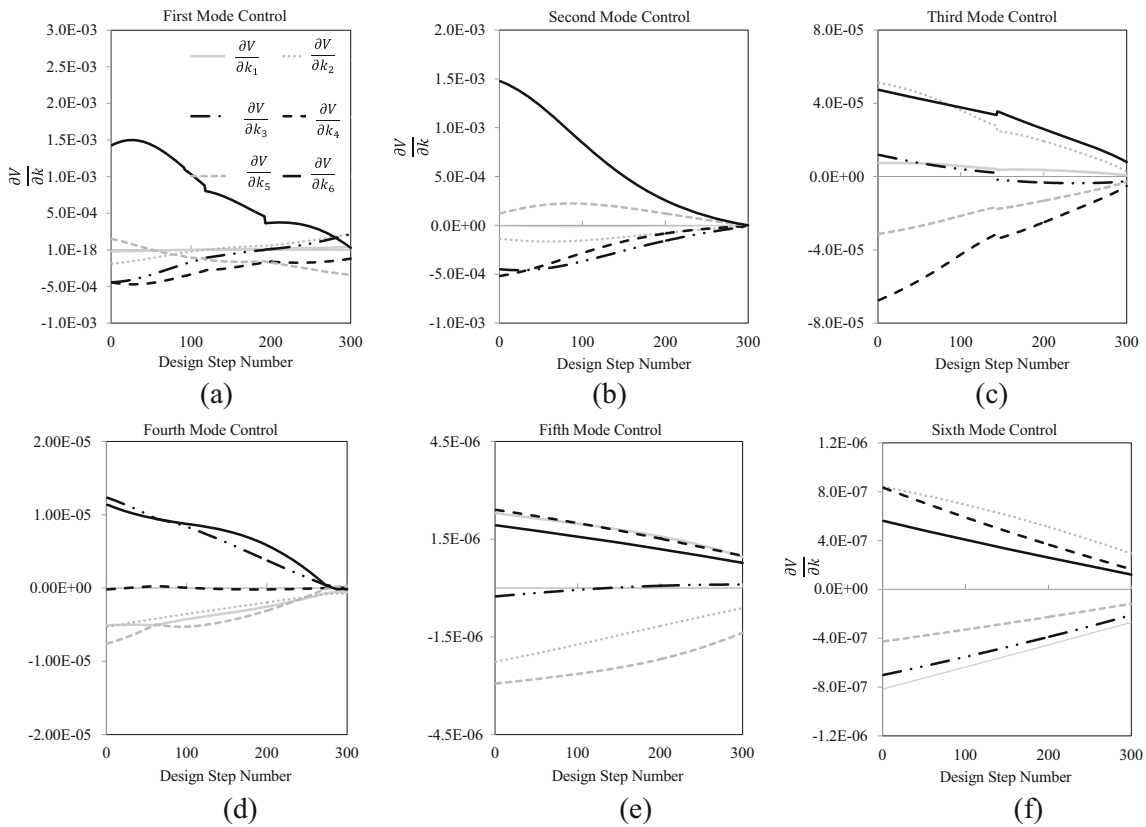 First Mode Control
3.0E-03
2.5E-03
2.0E-03
1.5E-03
1.0E-03
5.0E-04
1.0E-18
-5.0E-04
-1.0E-03
∂V/∂k₁
∂V/∂k₂
∂V/∂k₃
∂V/∂k₄
∂V/∂k₅
∂V/∂k₆
∂V/∂k
0 100 200 300
Design Step Number
(a)
Second Mode Control
2.0E-03
1.5E-03
1.0E-03
5.0E-04
0.0E+00
-5.0E-04
-1.0E-03
∂V/∂k
0 100 200 300
Design Step Number
(b)
Third Mode Control
8.0E-05
4.0E-05
0.0E+00
-4.0E-05
-8.0E-05
0 100 200 300
Design Step Number
(c)
Fourth Mode Control
2.00E-05
1.00E-05
0.00E+00
-1.00E-05
-2.00E-05
0 100 200 300
Design Step Number
(d)
Fifth Mode Control
4.5E-06
1.5E-06
-1.5E-06
-4.5E-06
0 100 200 300
Design Step Number
(e)
Sixth Mode Control
1.2E-06
8.0E-07
4.0E-07
0.0E+00
-4.0E-07
-8.0E-07
-1.2E-06
∂V/∂k
0 100 200 300
Design Step Number
(f)